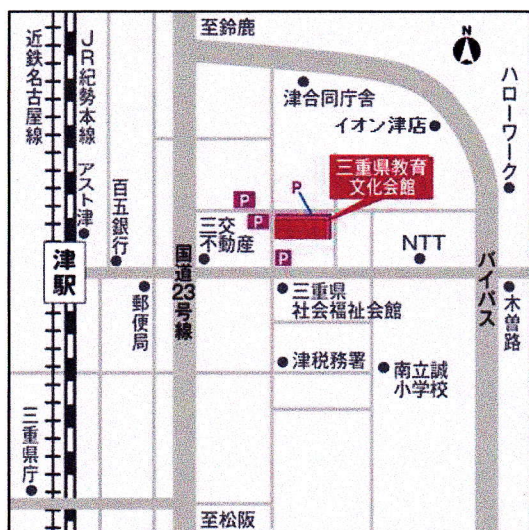 至鈴鹿
N
近鉄名古屋線
JR紀勢本線
アスト津
百五銀行
津合同庁舎
イオン津店
ハローワーク
三重県教育
文化会館
P
P
P
P
三交
不動産
NTT
バイパス
津駅
国道23号線
郵便局
三重県
社会福祉会館
木曽路
津税務署
南立誠
小学校
三重県庁
至松阪